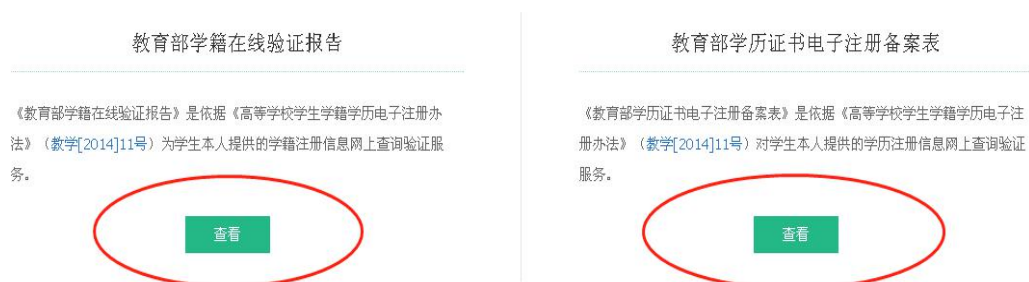 教育部学籍在线验证报告
《教育部学籍在线验证报告》是依据《高等学校学生学籍学历电子注册办
法》（教学[2014]11号）为学生本人提供的学籍注册信息网上查询验证服
务。
查看
教育部学历证书电子注册备案表
《教育部学历证书电子注册备案表》是依据《高等学校学生学籍学历电子注
册办法》（教学[2014]11号）对学生本人提供的学历注册信息网上查询验证
服务。
查看